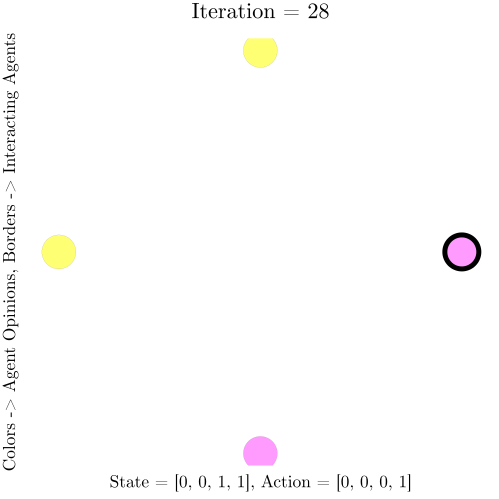 Iteration = 28
Colors -> Agent Opinions, Borders -> Interacting Agents
State = [0, 0, 1, 1], Action = [0, 0, 0, 1]